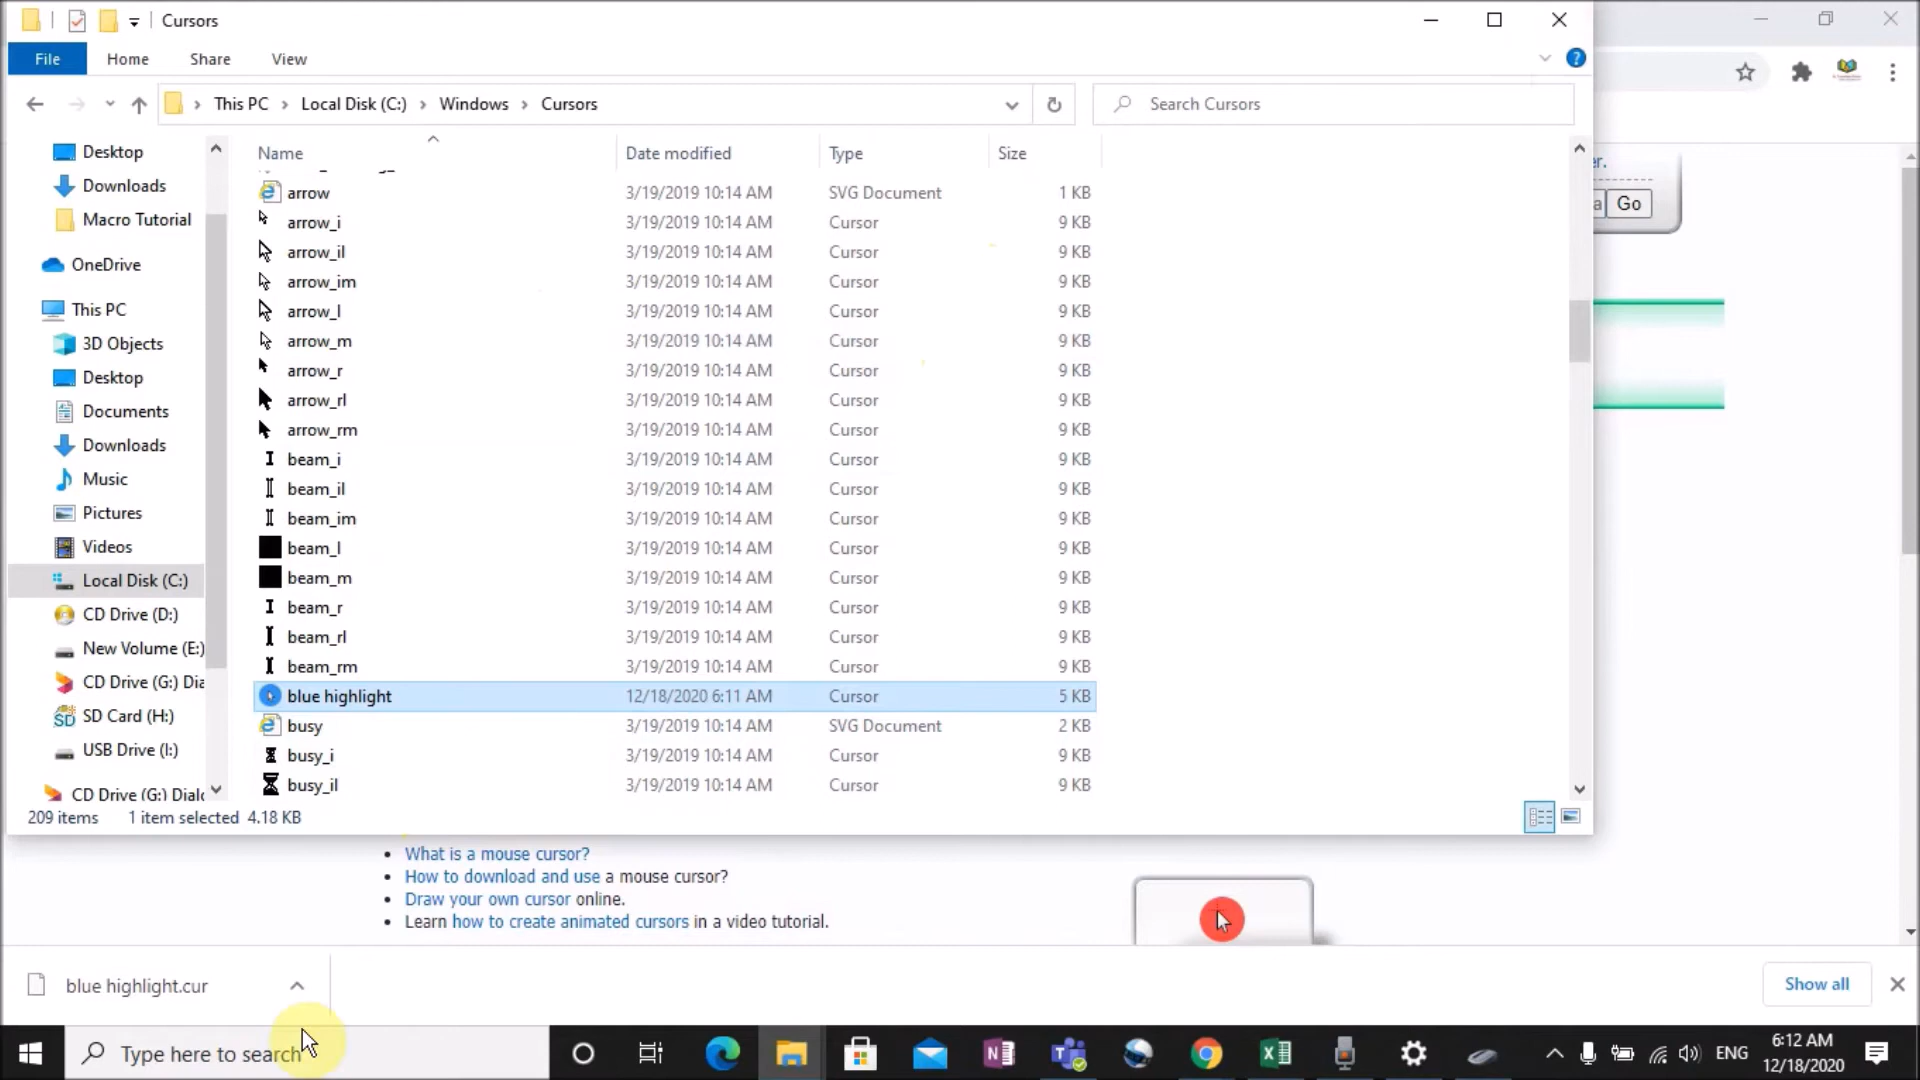 Cursors
File Home Share View
This PC Local Disk (C:) Windows Cursors
Search Cursors
Name Date modified Type Size
Desktop
Downloads
Macro Tutorial
OneDrive
This PC
3D Objects
Desktop
Documents
Downloads
Music
Pictures
Videos
Local Disk (C:)
CD Drive (D:)
New Volume (E:)
CD Drive (G:) Dia
SD Card (H:)
USB Drive (I:)
CD Drive (G:) Dialo
arrow 3/19/2019 10:14 AM SVG Document 1 KB
arrow_i 3/19/2019 10:14 AM Cursor 9 KB
arrow_il 3/19/2019 10:14 AM Cursor 9 KB
arrow_im 3/19/2019 10:14 AM Cursor 9 KB
arrow_l 3/19/2019 10:14 AM Cursor 9 KB
arrow_m 3/19/2019 10:14 AM Cursor 9 KB
arrow_r 3/19/2019 10:14 AM Cursor 9 KB
arrow_rl 3/19/2019 10:14 AM Cursor 9 KB
arrow_rm 3/19/2019 10:14 AM Cursor 9 KB
beam_i 3/19/2019 10:14 AM Cursor 9 KB
beam_il 3/19/2019 10:14 AM Cursor 9 KB
beam_im 3/19/2019 10:14 AM Cursor 9 KB
beam_l 3/19/2019 10:14 AM Cursor 9 KB
beam_m 3/19/2019 10:14 AM Cursor 9 KB
beam_r 3/19/2019 10:14 AM Cursor 9 KB
beam_rl 3/19/2019 10:14 AM Cursor 9 KB
beam_rm 3/19/2019 10:14 AM Cursor 9 KB
blue highlight 12/18/2020 6:11 AM Cursor 5 KB
busy 3/19/2019 10:14 AM SVG Document 2 KB
busy_i 3/19/2019 10:14 AM Cursor 9 KB
busy_il 3/19/2019 10:14 AM Cursor 9 KB
209 items 1 item selected 4.18 KB
er.
a Go
What is a mouse cursor?
How to download and use a mouse cursor?
Draw your own cursor online.
Learn how to create animated cursors in a video tutorial.
blue highlight.cur
Show all
Type here to search
ENG
6:12 AM
12/18/2020